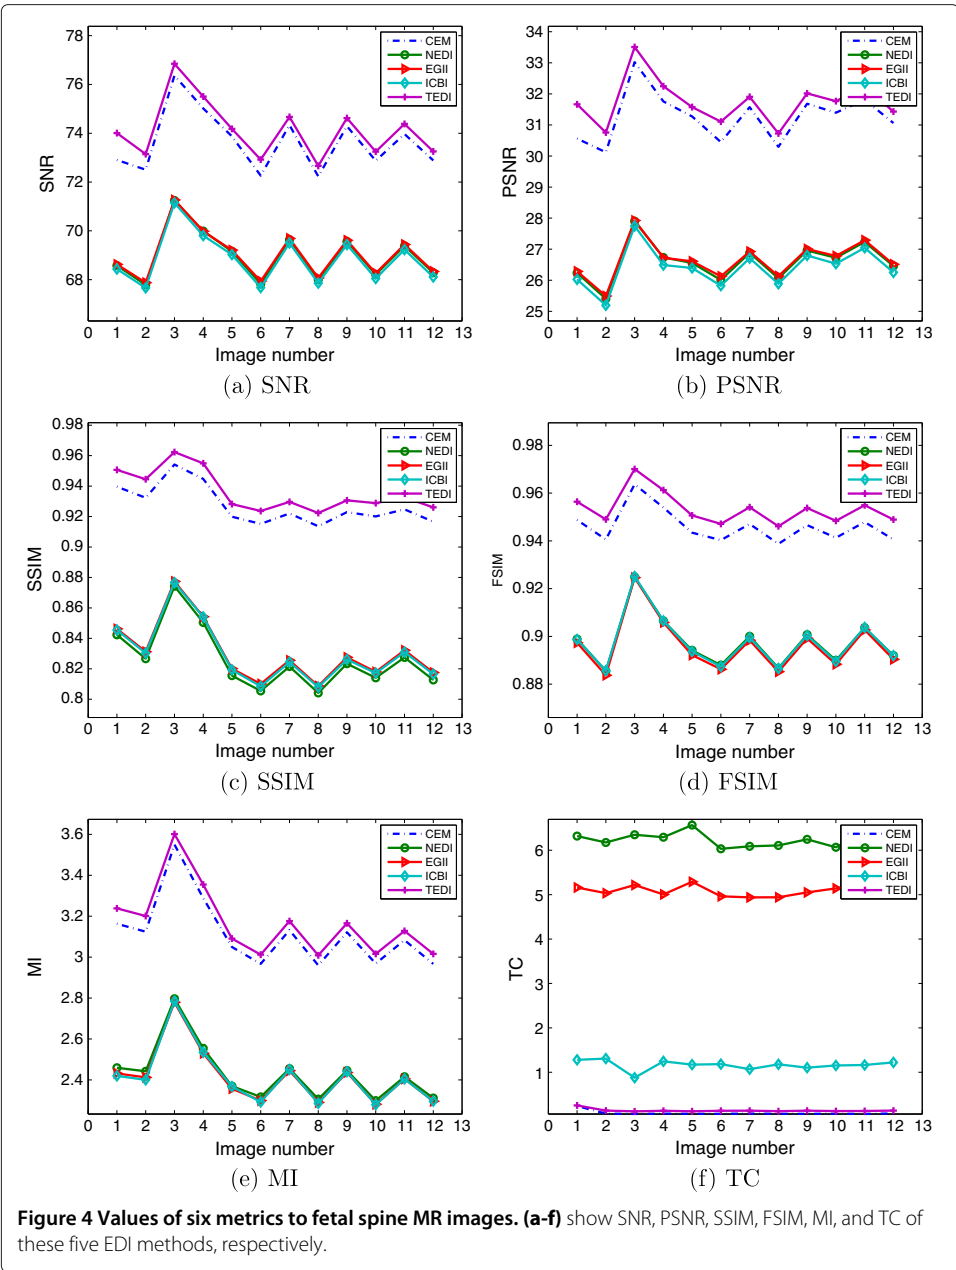 78
76
74
72
70
68
SNR
0 1 2 3 4 5 6 7 8 9 10 11 12 13
Image number
CEM
NEDI
EGII
ICBI
TEDI
(a) SNR
34
33
32
31
30
29
28
27
26
25
PSNR
0 1 2 3 4 5 6 7 8 9 10 11 12 13
Image number
CEM
NEDI
EGII
ICBI
TEDI
(b) PSNR
0.98
0.96
0.94
0.92
0.9
0.88
0.86
0.84
0.82
0.8
SSIM
0 1 2 3 4 5 6 7 8 9 10 11 12 13
Image number
CEM
NEDI
EGII
ICBI
TEDI
(c) SSIM
0.98
0.96
0.94
0.92
0.9
0.88
FSIM
0 1 2 3 4 5 6 7 8 9 10 11 12 13
Image number
CEM
NEDI
EGII
ICBI
TEDI
(d) FSIM
3.6
3.4
3.2
3
2.8
2.6
2.4
MI
0 1 2 3 4 5 6 7 8 9 10 11 12 13
Image number
CEM
NEDI
EGII
ICBI
TEDI
(e) MI
6
5
4
3
2
1
TC
0 1 2 3 4 5 6 7 8 9 10 11 12 13
Image number
CEM
NEDI
EGII
ICBI
TEDI
(f) TC
Figure 4 Values of six metrics to fetal spine MR images. (a-f) show SNR, PSNR, SSIM, FSIM, MI, and TC of
these five EDI methods, respectively.